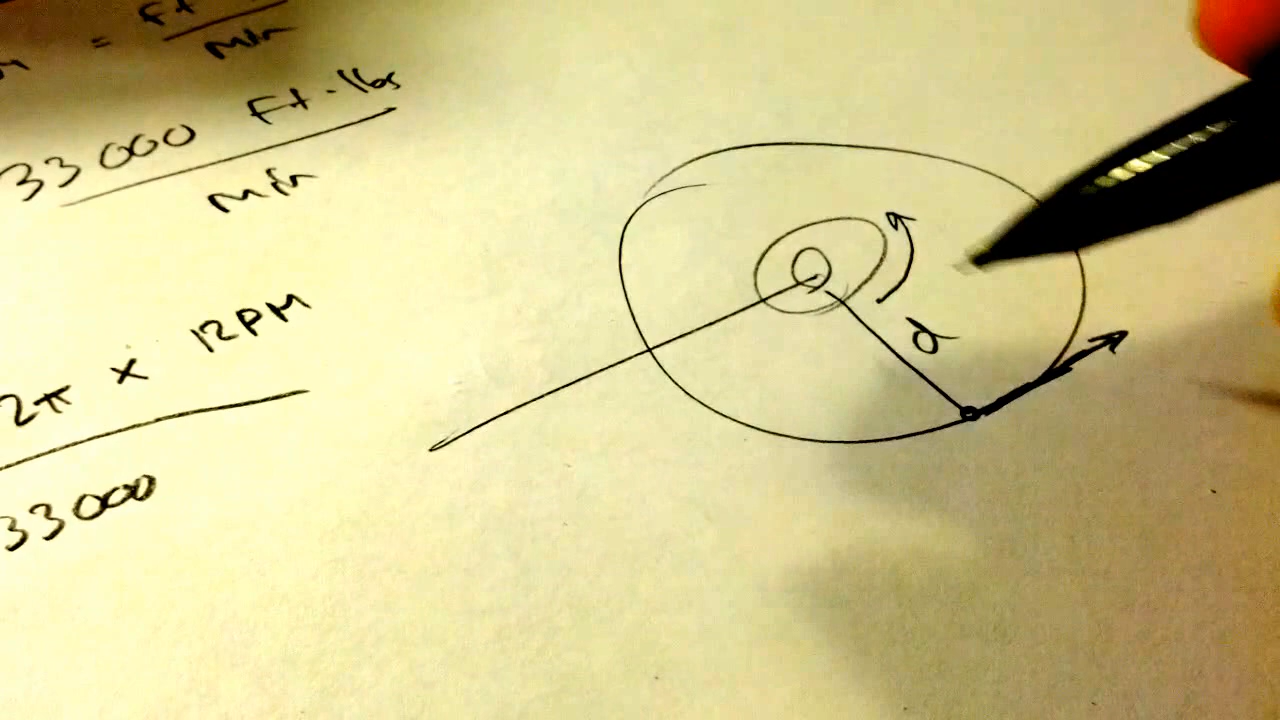 = Ft
min
33000 Ft·lbs
min
2π × RPM
33000
d